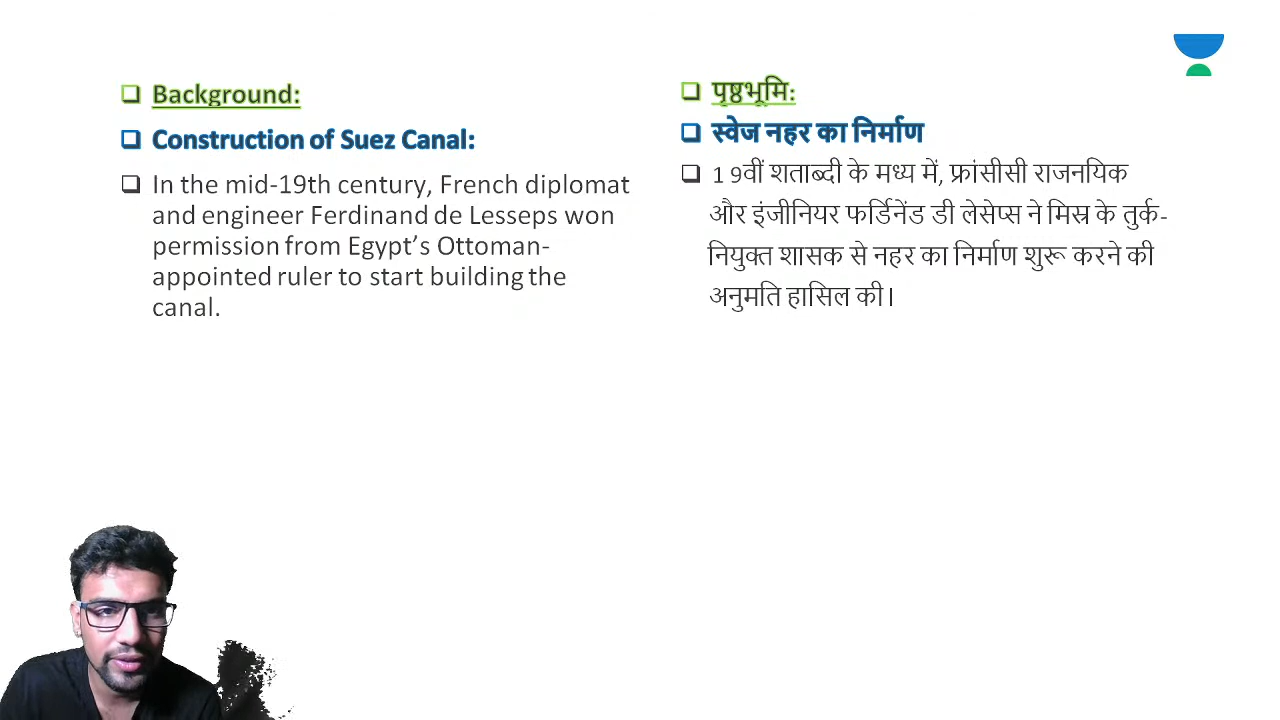 Background:
Construction of Suez Canal:
In the mid-19th century, French diplomat
and engineer Ferdinand de Lesseps won
permission from Egypt’s Ottoman-
appointed ruler to start building the
canal.
पृष्ठभूमि:
स्वेज नहर का निर्माण
19वीं शताब्दी के मध्य में, फ्रांसीसी राजनयिक
और इंजीनियर फर्डिनेंड डी लेसेप्स ने मिस्र के तुर्क-
नियुक्त शासक से नहर का निर्माण शुरू करने की
अनुमति हासिल की।